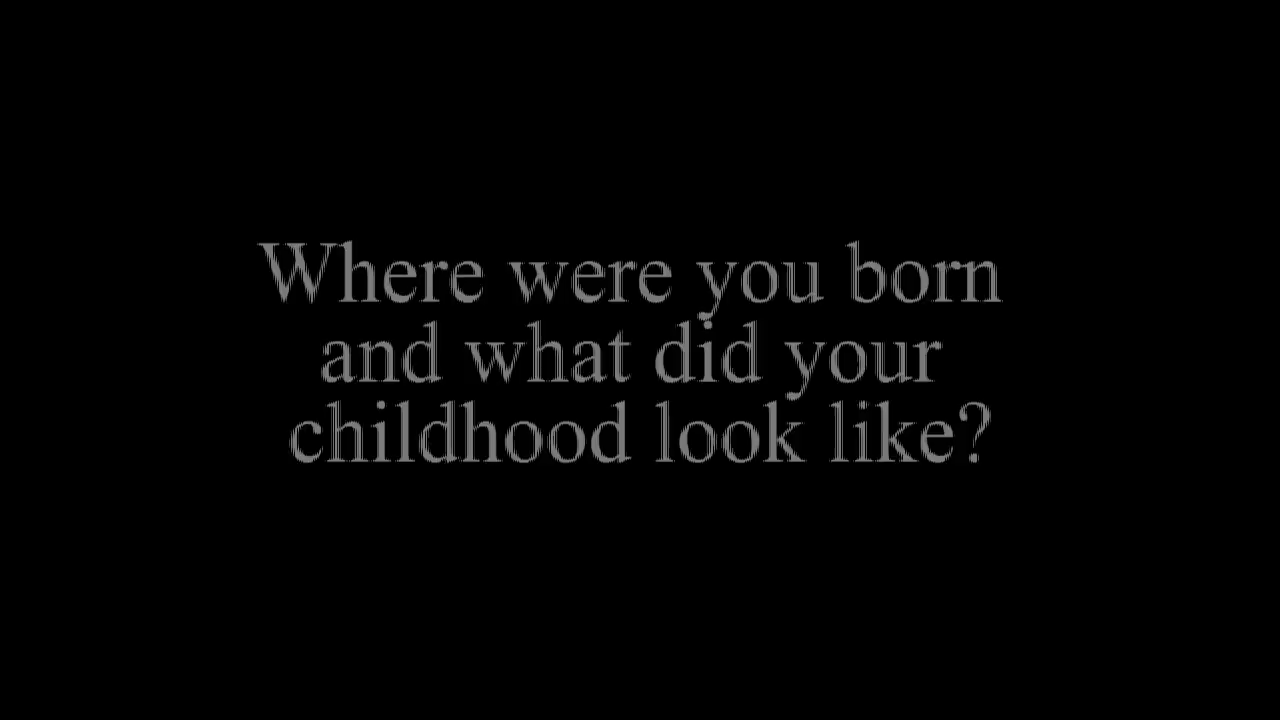 Where were you born
and what did your
childhood look like?